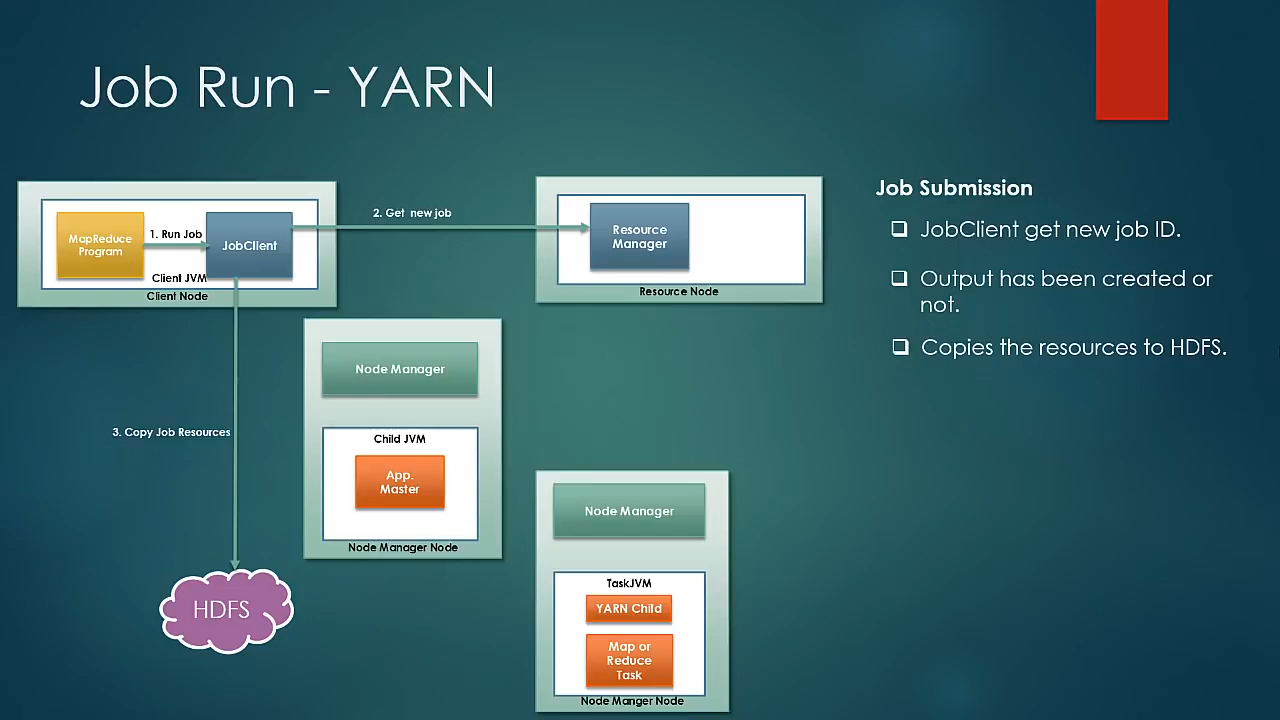 Job Run - YARN
MapReduce
Program
1. Run Job
JobClient
Client JVM
Client Node
2. Get new job
Resource
Manager
Resource Node
Job Submission
❑ JobClient get new job ID.
❑ Output has been created or
not.
❑ Copies the resources to HDFS.
Node Manager
Child JVM
App.
Master
Node Manager Node
3. Copy Job Resources
HDFS
Node Manager
TaskJVM
YARN Child
Map or
Reduce
Task
Node Manger Node